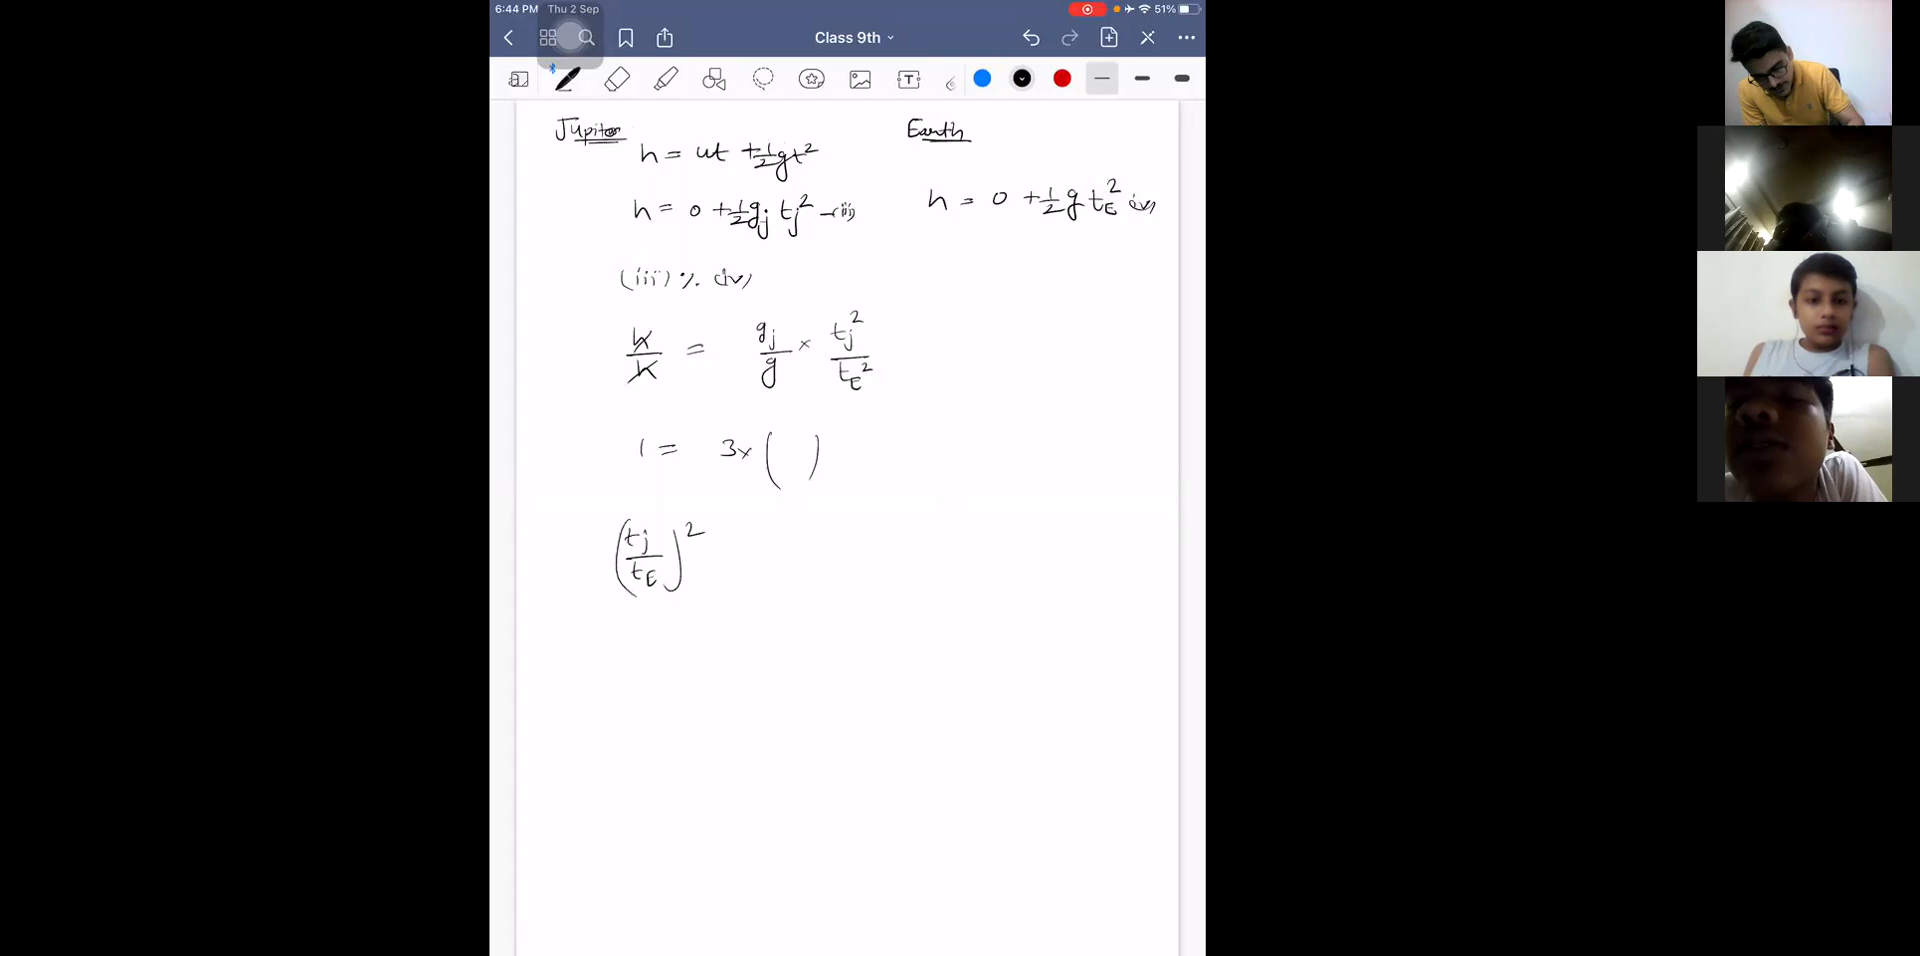 6:44 PM Thu 2 Sep 51%
Class 9th
Jupiter
h = ut + 1/2 gt²
h = 0 + 1/2 gj tj² -(iii)
(iii) % (iv)
h/h = gj/g × tj²/tE²
1 = 3× ( )
(tj/tE)²
Earth
h = 0 + 1/2 g tE² (iv)